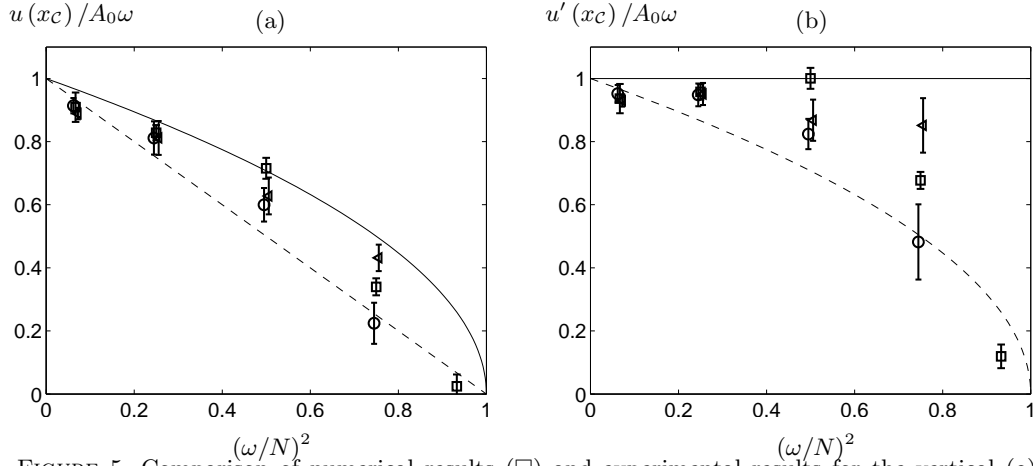 u (x_C) /A_0ω
(a)
u′ (x_C) /A_0ω
(b)
1
0.8
0.6
0.4
0.2
0
0 0.2 0.4 0.6 0.8 1
(ω/N)^2
1
0.8
0.6
0.4
0.2
0
0 0.2 0.4 0.6 0.8 1
(ω/N)^2
FIGURE 5. Comparison of numerical results (□) and experimental results for the vertical (◁)